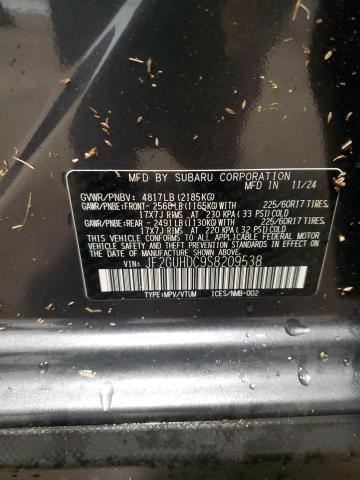 MFD BY SUBARU CORPORATION
MFD. IN 11/24
GVWR/PNBV: 4817LB(2185KG)
GAWR/PNBE:FRONT- 2568LB(1165KG)WITH 225/60R17 TIRES,
17X7J RIMS ,AT 230 KPA(33 PSI)COLD
GAWR/PNBE:REAR - 2491LB(1130KG)WITH 225/60R17 TIRES,
17X7J RIMS ,AT 220 KPA(32 PSI)COLD
THIS VEHICLE CONFORMS TO ALL APPLICABLE U.S. FEDERAL
MOTOR VEHICLE SAFETY, BUMPER, AND THEFT
PREVENTION STANDARDS IN EFFECT ON THE
DATE OF MANUFACTURE SHOWN ABOVE.
VIN: JF2GUHDC9S8209538
TYPE:MPV/VTUM ICES/NMB-002